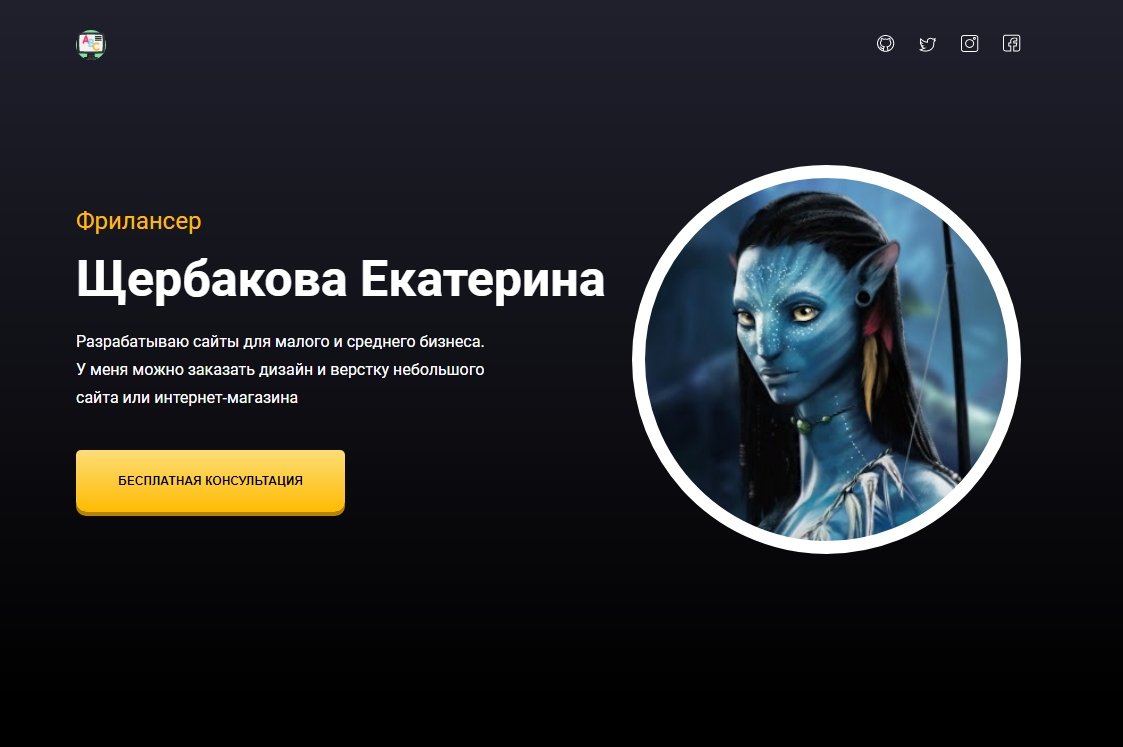 ABC
Фрилансер
Щербакова Екатерина
Разрабатываю сайты для малого и среднего бизнеса.
У меня можно заказать дизайн и верстку небольшого
сайта или интернет-магазина
БЕСПЛАТНАЯ КОНСУЛЬТАЦИЯ